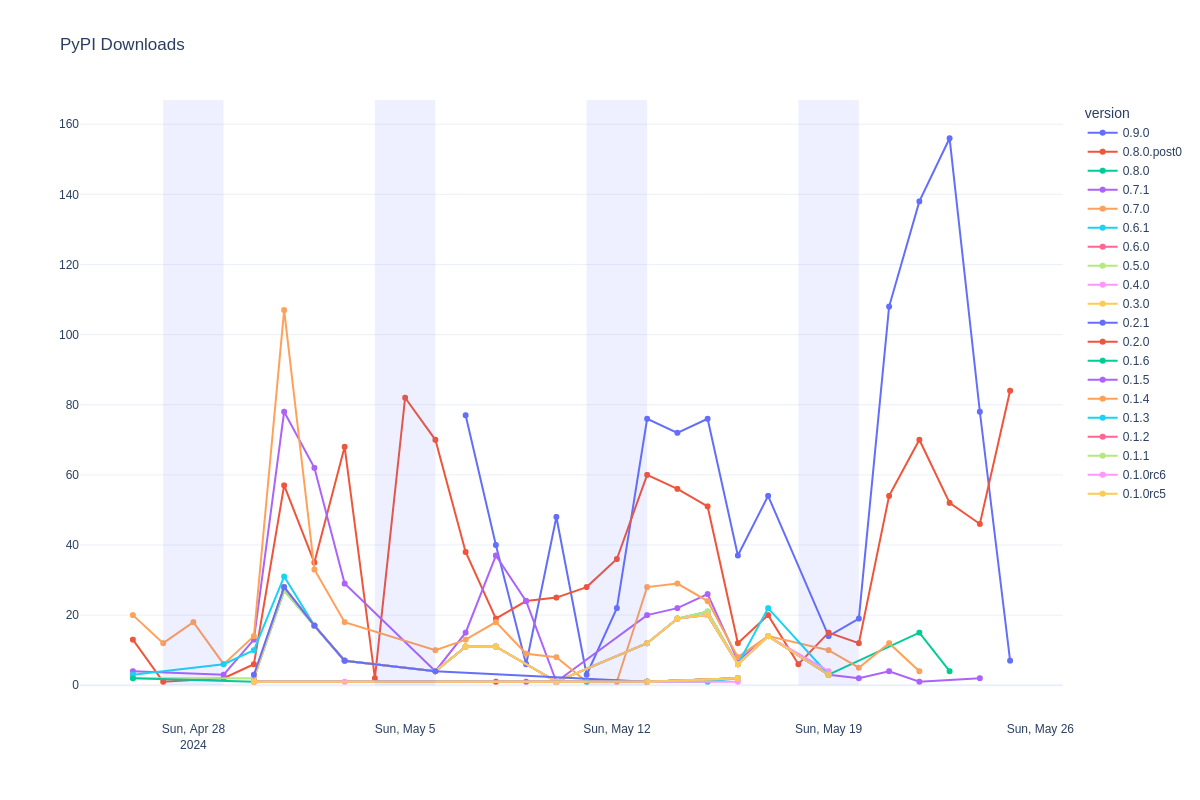 PyPI Downloads
160
140
120
100
80
60
40
20
0
Sun, Apr 28
2024
Sun, May 5
Sun, May 12
Sun, May 19
Sun, May 26
version
0.9.0
0.8.0.post0
0.8.0
0.7.1
0.7.0
0.6.1
0.6.0
0.5.0
0.4.0
0.3.0
0.2.1
0.2.0
0.1.6
0.1.5
0.1.4
0.1.3
0.1.2
0.1.1
0.1.0rc6
0.1.0rc5